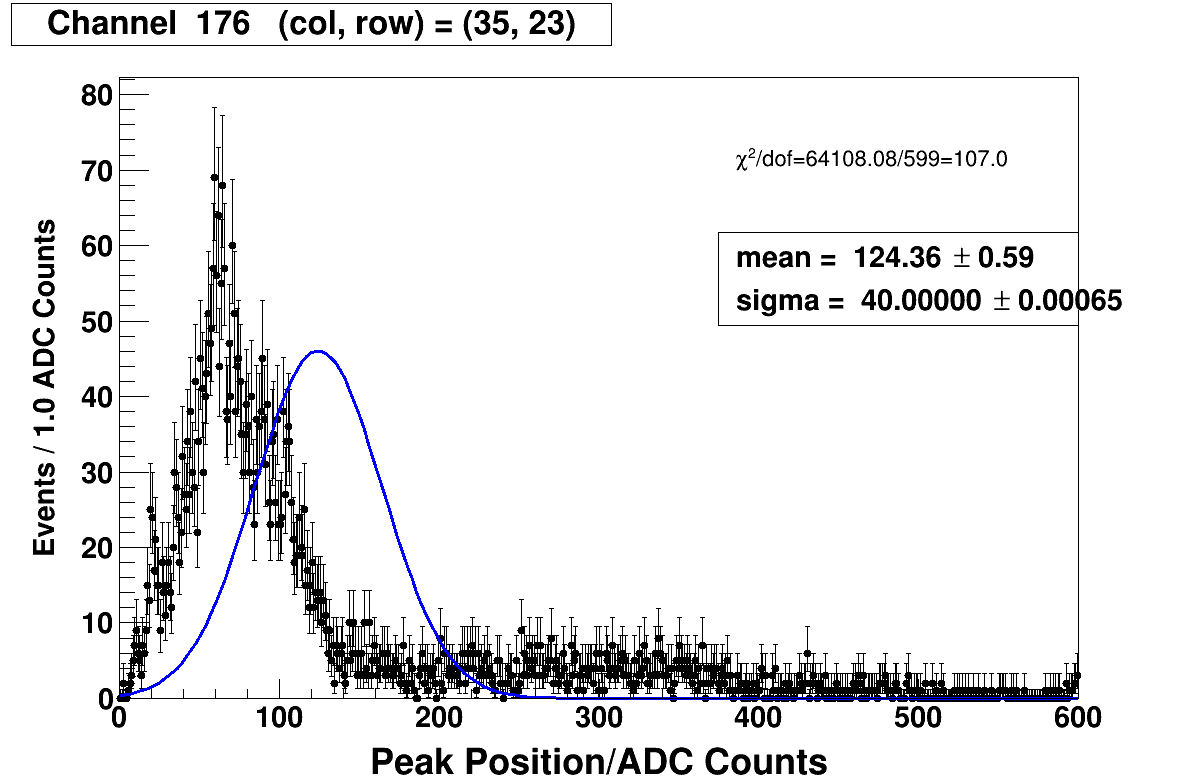 Channel 176 (col, row) = (35, 23)
χ²/dof=64108.08/599=107.0
mean = 124.36 ± 0.59
sigma = 40.00000 ± 0.00065
Events / 1.0 ADC Counts
80
70
60
50
40
30
20
10
0
0 100 200 300 400 500 600
Peak Position/ADC Counts